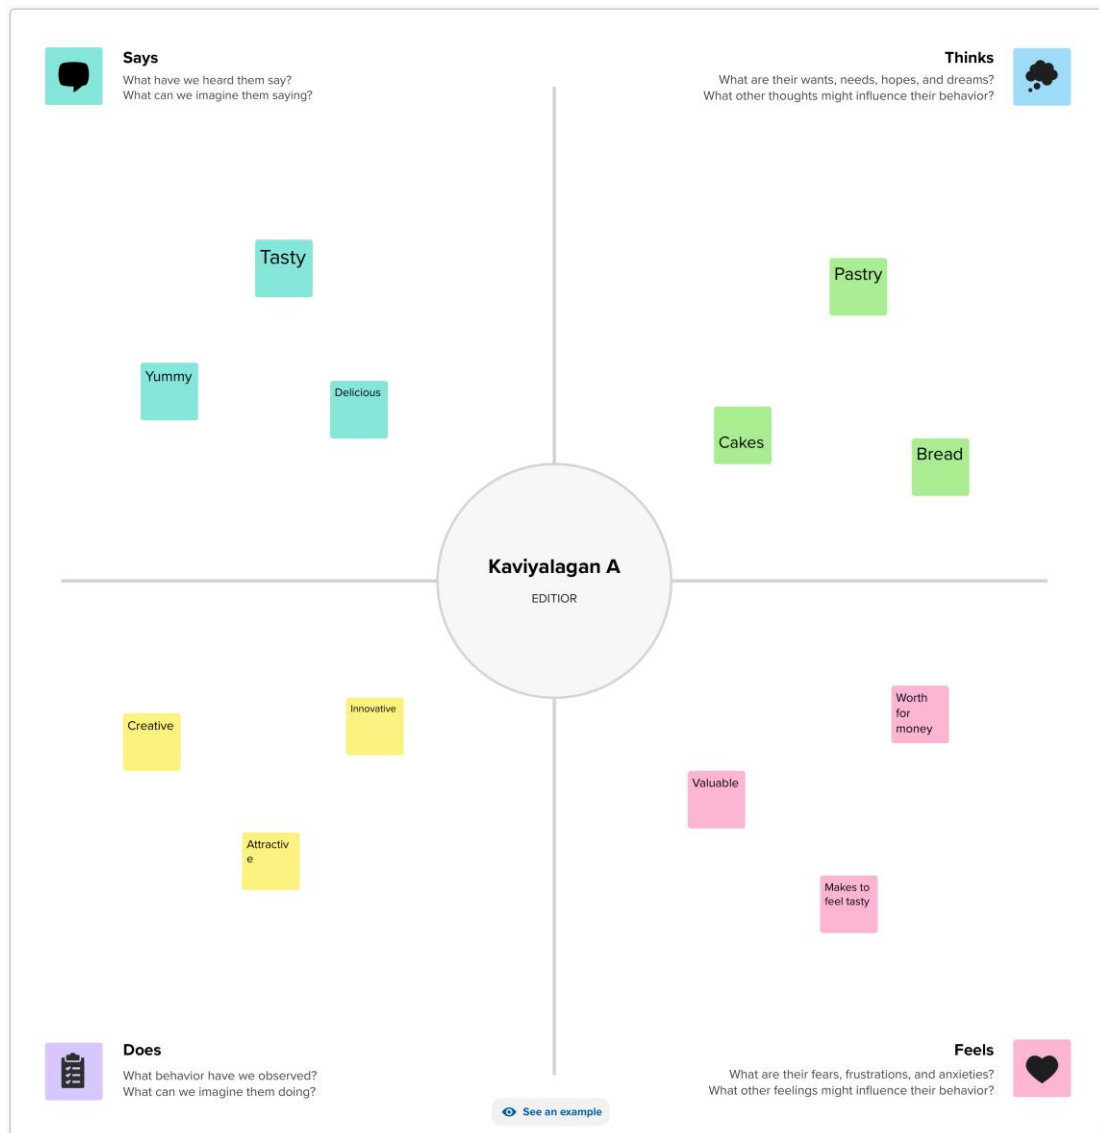 Says
What have we heard them say?
What can we imagine them saying?
Thinks
What are their wants, needs, hopes, and dreams?
What other thoughts might influence their behavior?
Tasty
Yummy
Delicious
Pastry
Cakes
Bread
Kaviyalagan A
EDITIOR
Creative
Innovative
Attractiv
e
Worth
for
money
Valuable
Makes to
feel tasty
Does
What behavior have we observed?
What can we imagine them doing?
Feels
What are their fears, frustrations, and anxieties?
What other feelings might influence their behavior?
See an example